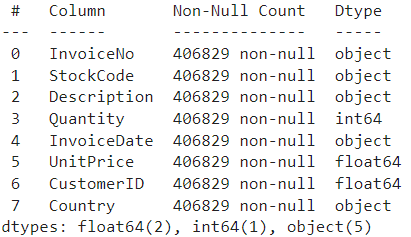 #   Column       Non-Null Count   Dtype
---  ------       --------------   -----
0   InvoiceNo    406829 non-null  object
1   StockCode    406829 non-null  object
2   Description  406829 non-null  object
3   Quantity     406829 non-null  int64
4   InvoiceDate  406829 non-null  object
5   UnitPrice    406829 non-null  float64
6   CustomerID   406829 non-null  float64
7   Country      406829 non-null  object
dtypes: float64(2), int64(1), object(5)